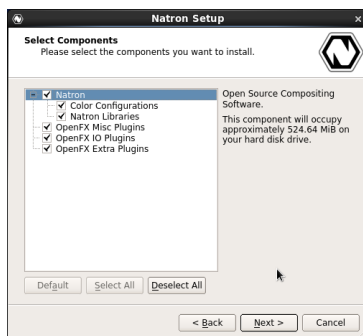 Natron Setup
Select Components
Please select the components you want to install.
Natron
Color Configurations
Natron Libraries
OpenFX Misc Plugins
OpenFX IO Plugins
OpenFX Extra Plugins
Open Source Compositing
Software.
This component will occupy
approximately 524.64 MiB on
your hard disk drive.
Default Select All Deselect All
< Back Next > Cancel